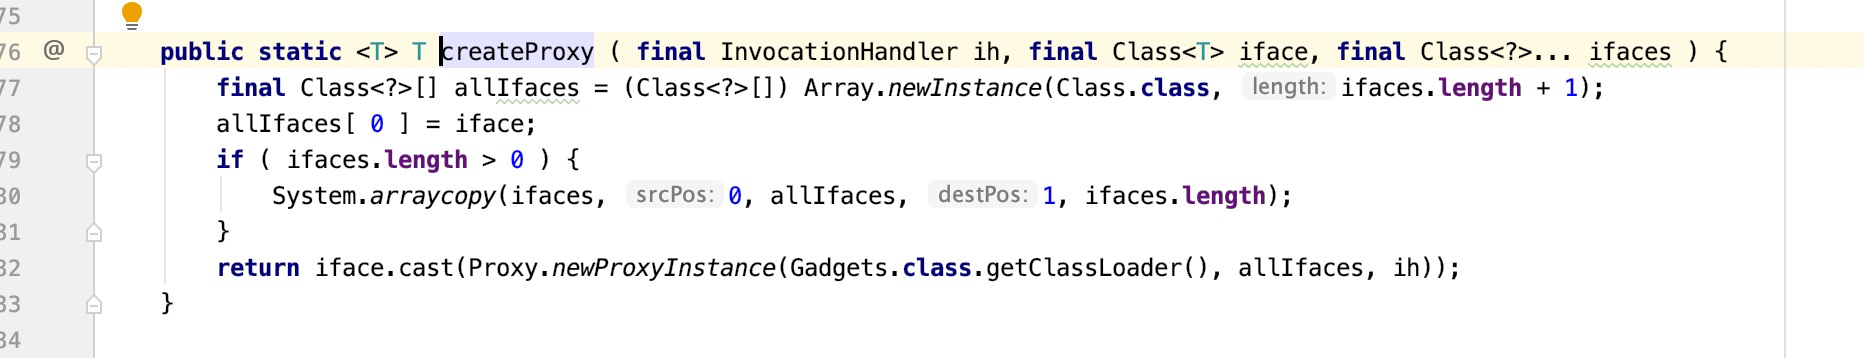 75
76 @ public static <T> T createProxy ( final InvocationHandler ih, final Class<T> iface, final Class<?>... ifaces ) {
77 final Class<?>[] allIfaces = (Class<?>[]) Array.newInstance(Class.class, length: ifaces.length + 1);
78 allIfaces[ 0 ] = iface;
79 if ( ifaces.length > 0 ) {
80 System.arraycopy(ifaces, srcPos: 0, allIfaces, destPos: 1, ifaces.length);
81 }
82 return iface.cast(Proxy.newProxyInstance(Gadgets.class.getClassLoader(), allIfaces, ih));
83 }
84